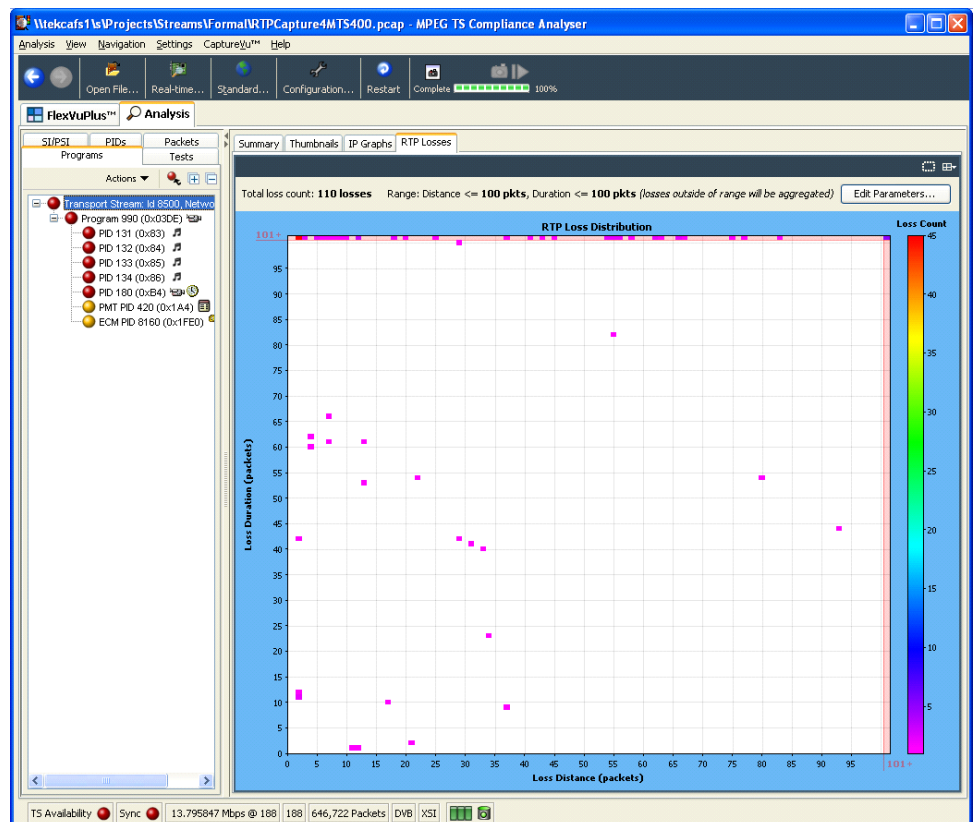 \\tekcafs1\s\Projects\Streams\Formal\RTPCapture4MTS400.pcap - MPEG TS Compliance Analyser
Analysis View Navigation Settings CaptureVu™ Help
Open File... Real-time... Standard... Configuration... Restart Complete 100%
FlexVuPlus™ Analysis
SI/PSI PIDs Packets
Programs Tests
Actions
Transport Stream: Id 8500, Netwo
Program 990 (0x03DE)
PID 131 (0x83)
PID 132 (0x84)
PID 133 (0x85)
PID 134 (0x86)
PID 180 (0xB4)
PMT PID 420 (0x1A4)
ECM PID 8160 (0x1FE0)
Summary Thumbnails IP Graphs RTP Losses
Total loss count: 110 losses Range: Distance <= 100 pkts, Duration <= 100 pkts (losses outside of range will be aggregated) Edit Parameters...
RTP Loss Distribution
Loss Count
101+
95
90
85
80
75
70
65
60
55
50
45
40
35
30
25
20
15
10
5
0
Loss Duration (packets)
0 5 10 15 20 25 30 35 40 45 50 55 60 65 70 75 80 85 90 95 101+
Loss Distance (packets)
45
40
35
30
25
20
15
10
5
TS Availability Sync 13.795847 Mbps @ 188 188 646,722 Packets DVB XSI